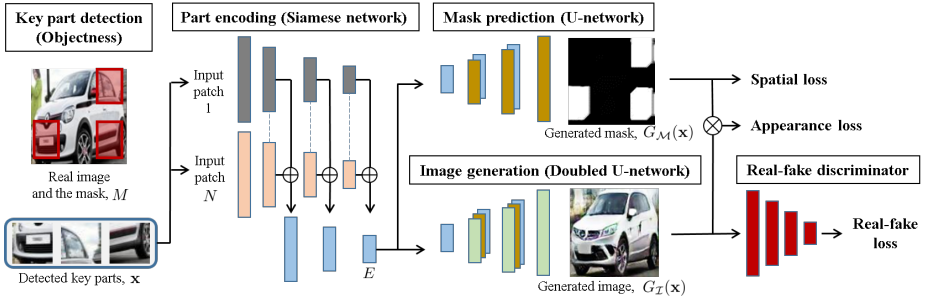 Key part detection
(Objectness)
Real image
and the mask, M
Detected key parts, x
Part encoding (Siamese network)
Input
patch
1
Input
patch
N
E
Mask prediction (U-network)
Generated mask, G_M(x)
Image generation (Doubled U-network)
Generated image, G_I(x)
Spatial loss
Appearance loss
Real-fake discriminator
Real-fake
loss